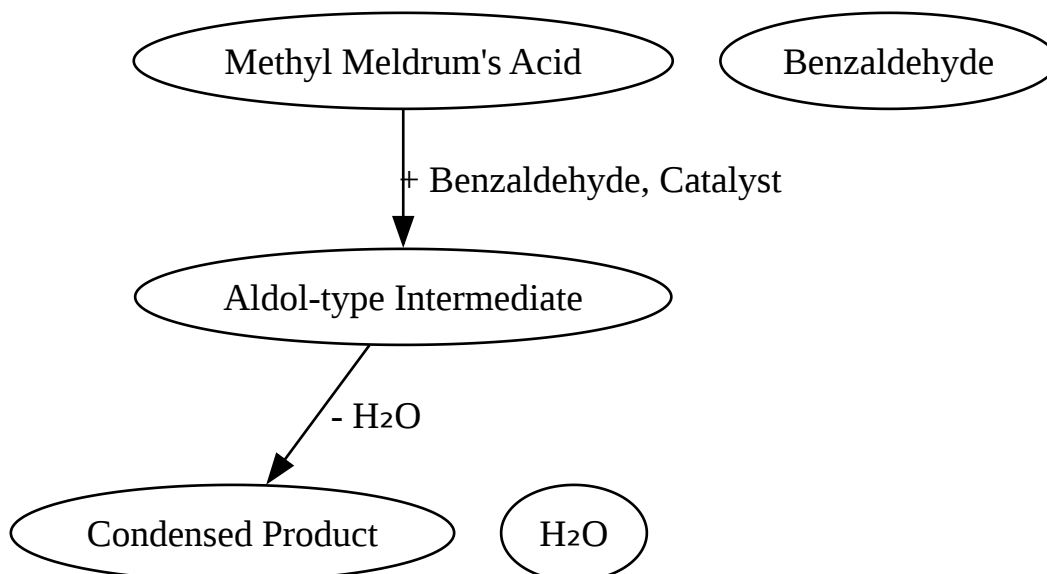 Methyl Meldrum's Acid
Benzaldehyde
+ Benzaldehyde, Catalyst
Aldol-type Intermediate
- H₂O
Condensed Product
H₂O